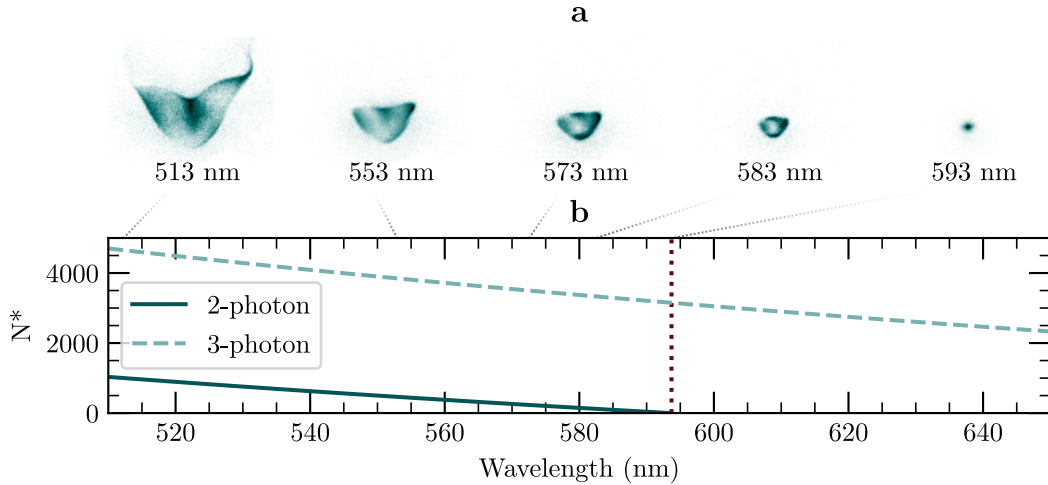 a
513 nm 553 nm 573 nm 583 nm 593 nm
b
N*
4000
2000
0
2-photon
3-photon
520 540 560 580 600 620 640
Wavelength (nm)